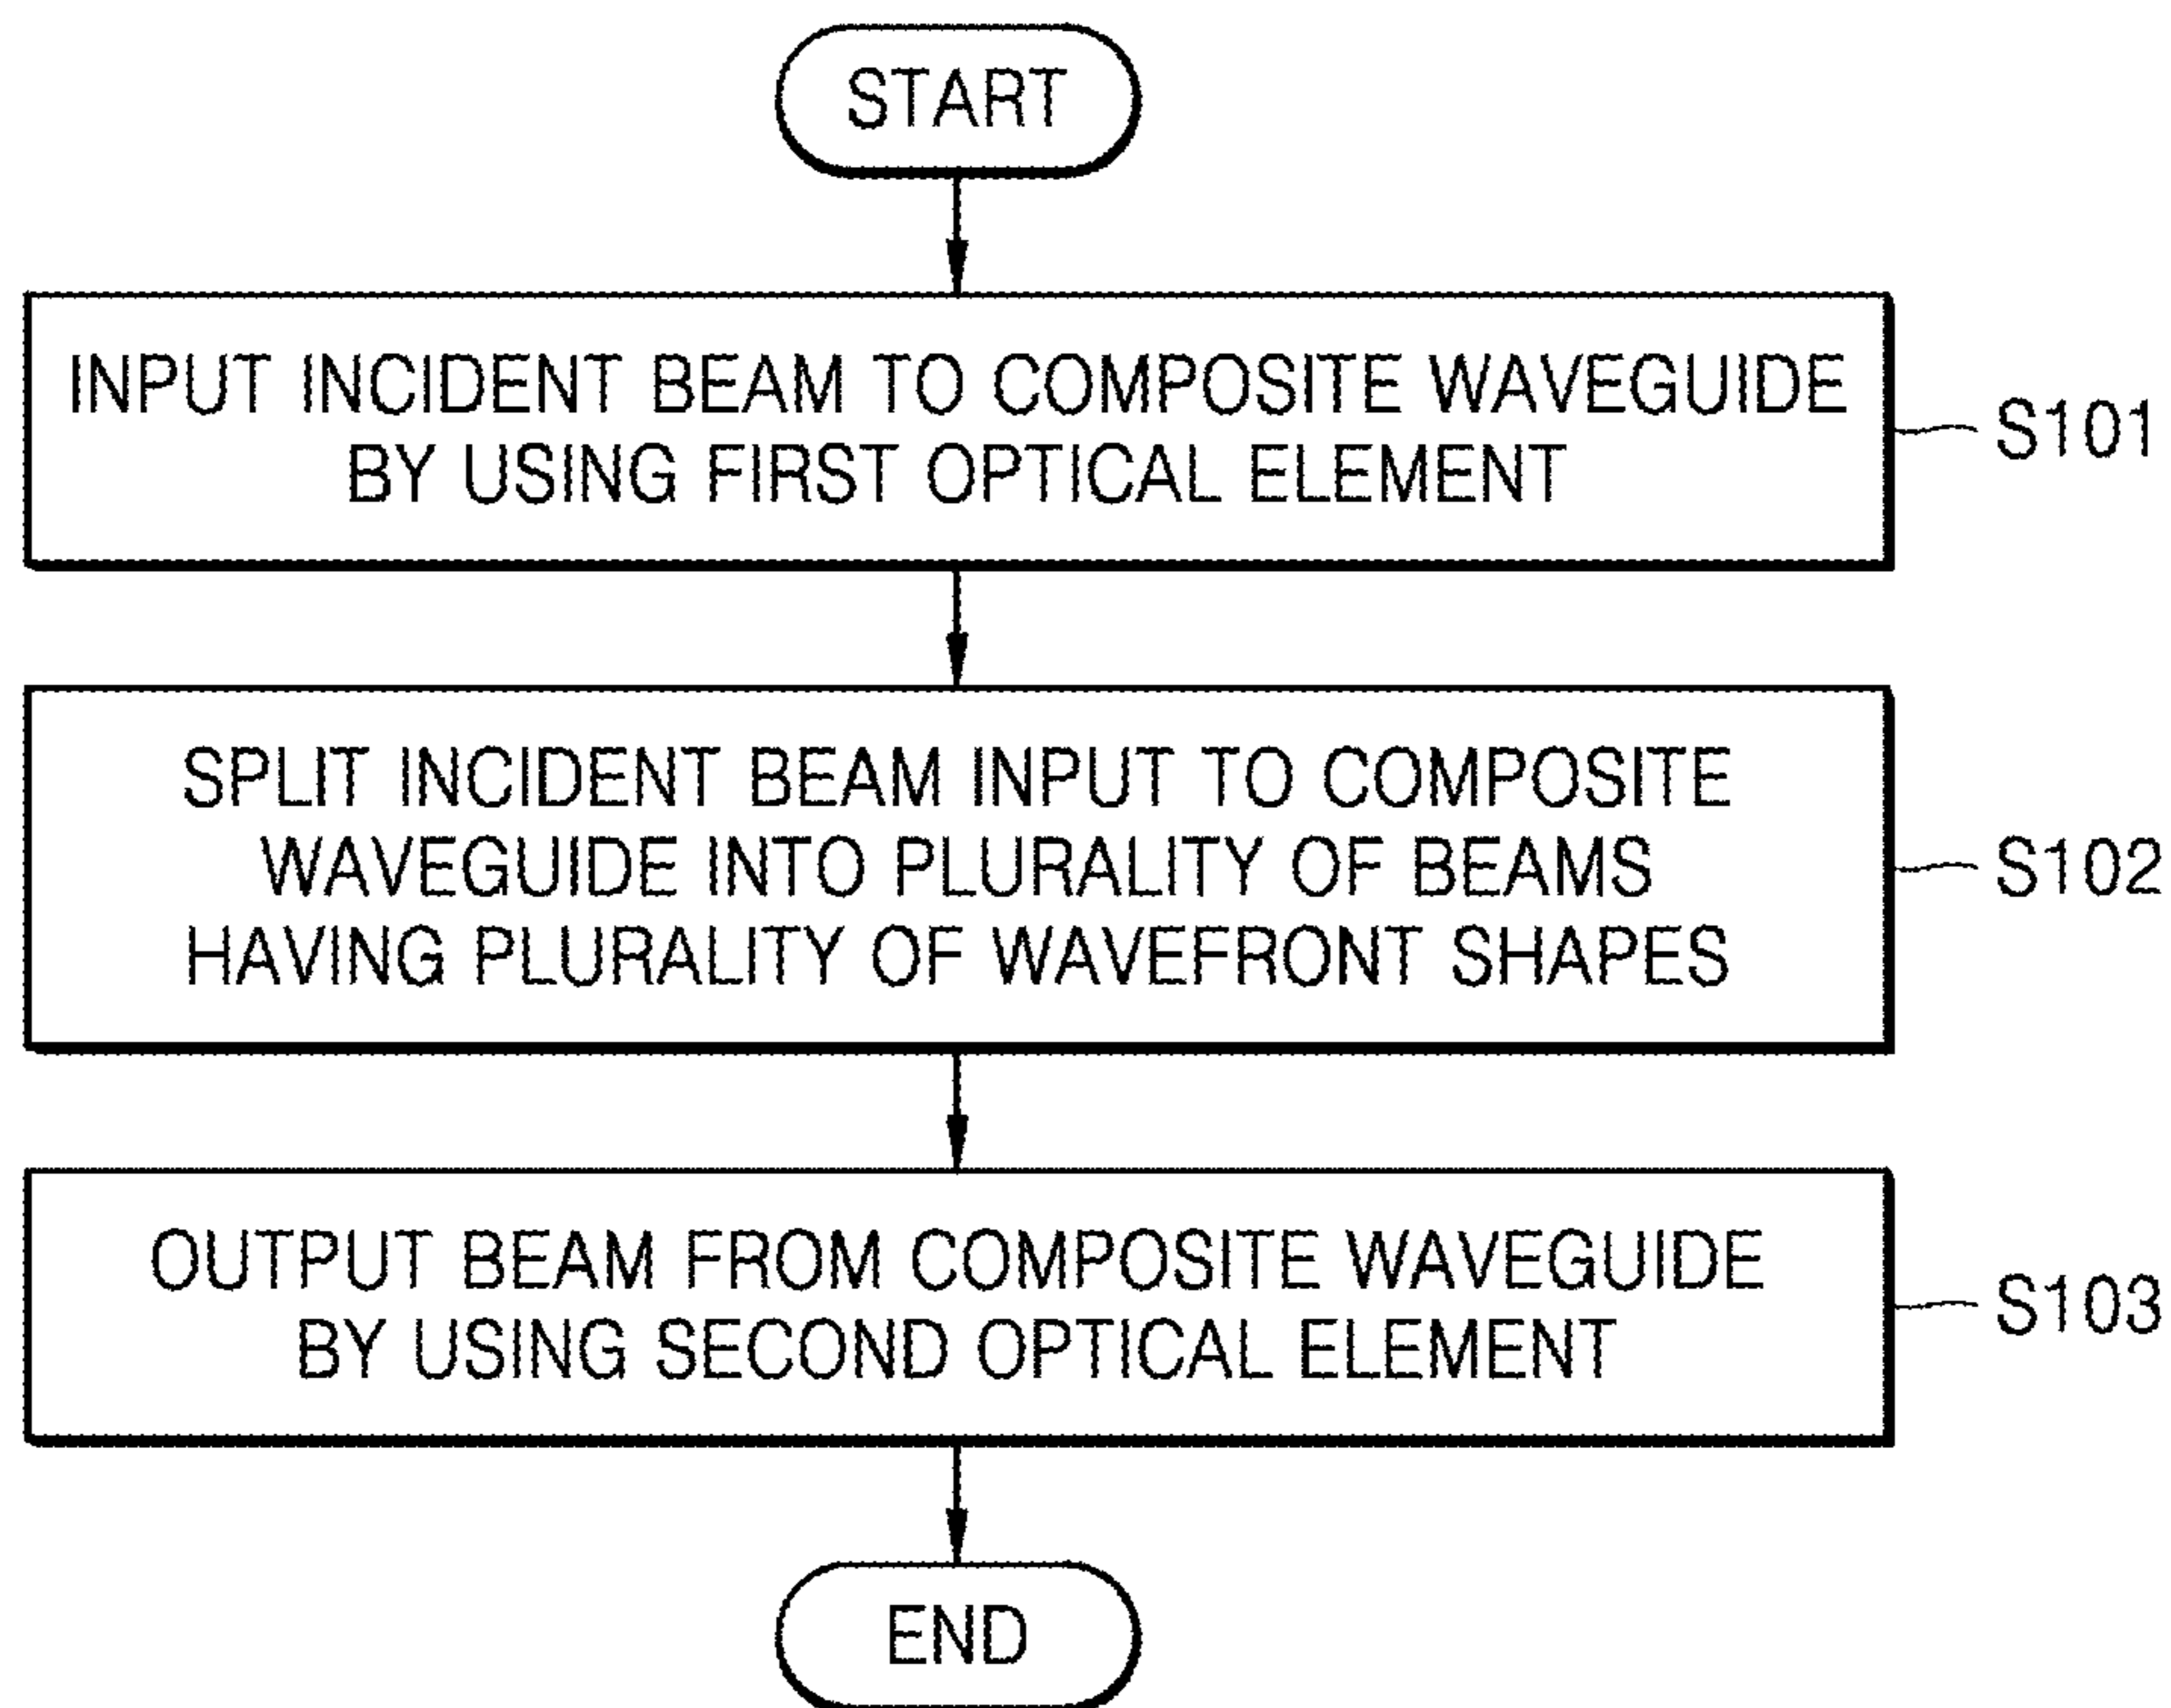 START
INPUT INCIDENT BEAM TO COMPOSITE WAVEGUIDE
BY USING FIRST OPTICAL ELEMENT
S101
SPLIT INCIDENT BEAM INPUT TO COMPOSITE
WAVEGUIDE INTO PLURALITY OF BEAMS
HAVING PLURALITY OF WAVEFRONT SHAPES
S102
OUTPUT BEAM FROM COMPOSITE WAVEGUIDE
BY USING SECOND OPTICAL ELEMENT
S103
END